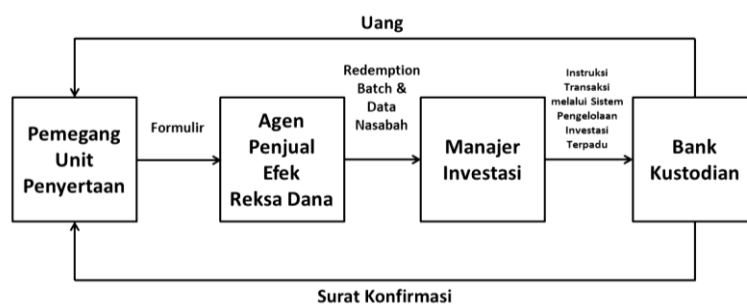 Uang
Pemegang
Unit
Penyertaan
Formulir
Agen
Penjual
Efek
Reksa Dana
Redemption
Batch &
Data
Nasabah
Manajer
Investasi
Instruksi
Transaksi
melalui Sistem
Pengelolaan
Investasi
Terpadu
Bank
Kustodian
Surat Konfirmasi